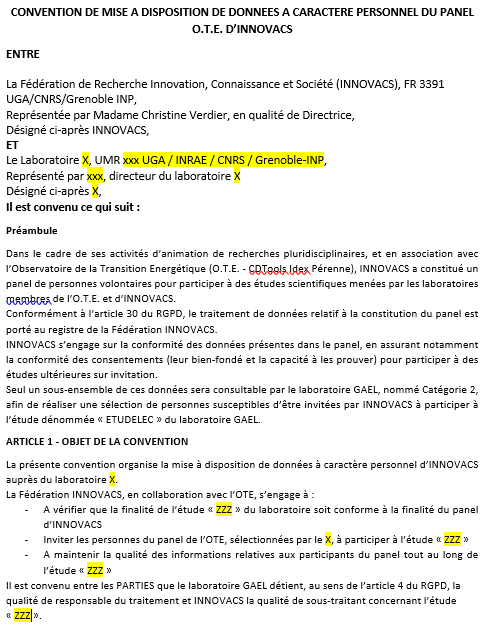 CONVENTION DE MISE A DISPOSITION DE DONNEES A CARACTERE PERSONNEL DU PANEL
O.T.E. D'INNOVACS
ENTRE
La Fédération de Recherche Innovation, Connaissance et Société (INNOVACS), FR 3391
UGA/CNRS/Grenoble INP,
Représentée par Madame Christine Verdier, en qualité de Directrice,
Désigné ci-après INNOVACS,
ET
Le Laboratoire X, UMR xxx UGA / INRAE / CNRS / Grenoble-INP,
Représenté par xxx, directeur du laboratoire X
Désigné ci-après X,
Il est convenu ce qui suit :
Préambule
Dans le cadre de ses activités d'animation de recherches pluridisciplinaires, et en association avec
l'Observatoire de la Transition Energétique (O.T.E. - CDTools Idex Pérenne), INNOVACS a constitué un
panel de personnes volontaires pour participer à des études scientifiques menées par les laboratoires
membres de l'O.T.E. et d'INNOVACS.
Conformément à l'article 30 du RGPD, le traitement de données relatif à la constitution du panel est
porté au registre de la Fédération INNOVACS.
INNOVACS s'engage sur la conformité des données présentes dans le panel, en assurant notamment
la conformité des consentements (leur bien-fondé et la capacité à les prouver) pour participer à des
études ultérieures sur invitation.
Seul un sous-ensemble de ces données sera consultable par le laboratoire GAEL, nommé Catégorie 2,
afin de réaliser une sélection de personnes susceptibles d'être invitées par INNOVACS à participer à
l'étude dénommée « ETUDELEC » du laboratoire GAEL.
ARTICLE 1 - OBJET DE LA CONVENTION
La présente convention organise la mise à disposition de données à caractère personnel d'INNOVACS
auprès du laboratoire X.
La Fédération INNOVACS, en collaboration avec l'OTE, s'engage à :
- A vérifier que la finalité de l'étude « ZZZ » du laboratoire soit conforme à la finalité du panel
d'INNOVACS
- Inviter les personnes du panel de l'OTE, sélectionnées par le X, à participer à l'étude « ZZZ »
- A maintenir la qualité des informations relatives aux participants du panel tout au long de
l'étude « ZZZ »
Il est convenu entre les PARTIES que le laboratoire GAEL détient, au sens de l'article 4 du RGPD, la
qualité de responsable du traitement et INNOVACS la qualité de sous-traitant concernant l'étude
« ZZZ ».